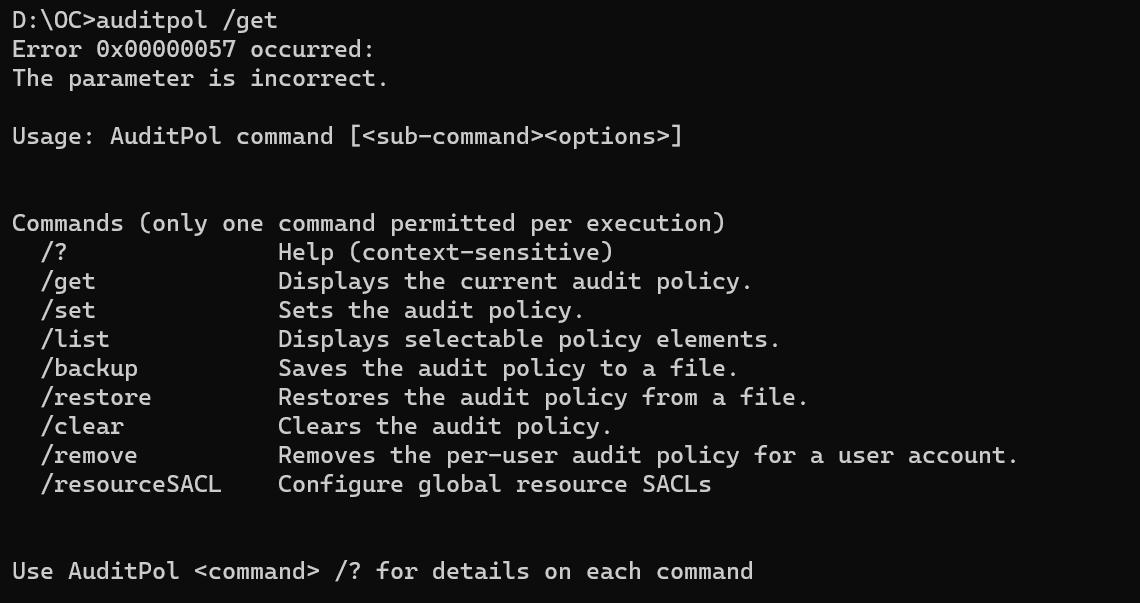 D:\OC>auditpol /get
Error 0x00000057 occurred:
The parameter is incorrect.
Usage: AuditPol command [<sub-command><options>]
Commands (only one command permitted per execution)
/? Help (context-sensitive)
/get Displays the current audit policy.
/set Sets the audit policy.
/list Displays selectable policy elements.
/backup Saves the audit policy to a file.
/restore Restores the audit policy from a file.
/clear Clears the audit policy.
/remove Removes the per-user audit policy for a user account.
/resourceSACL Configure global resource SACLs
Use AuditPol <command> /? for details on each command